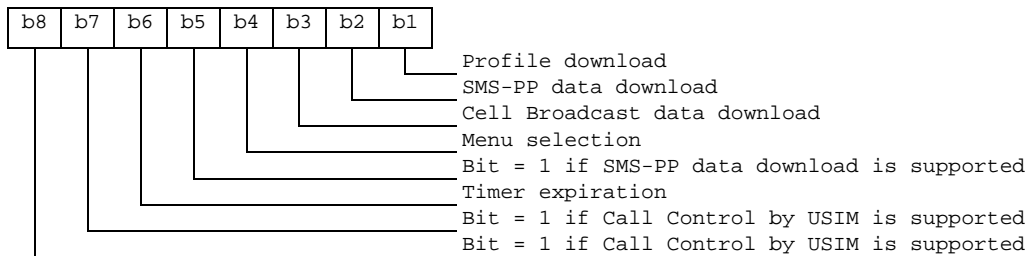 b8 b7 b6 b5 b4 b3 b2 b1
Profile download
SMS-PP data download
Cell Broadcast data download
Menu selection
Bit = 1 if SMS-PP data download is supported
Timer expiration
Bit = 1 if Call Control by USIM is supported
Bit = 1 if Call Control by USIM is supported